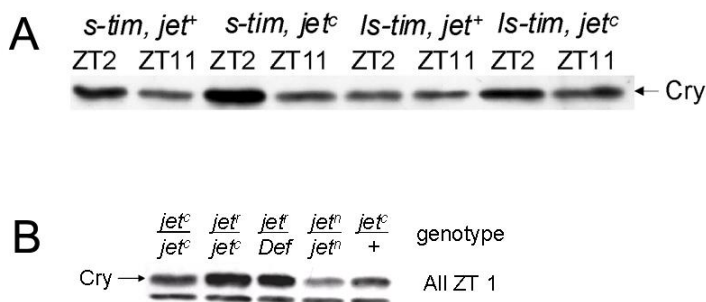 A
s-tim, jet+ s-tim, jetᶜ ls-tim, jet+ ls-tim, jetᶜ
ZT2 ZT11 ZT2 ZT11 ZT2 ZT11 ZT2 ZT11
← Cry
B
jetᶜ jetʳ jetʳ jetⁿ jetᶜ
genotype
jetᶜ jetᶜ Def jetⁿ +
Cry → All ZT 1